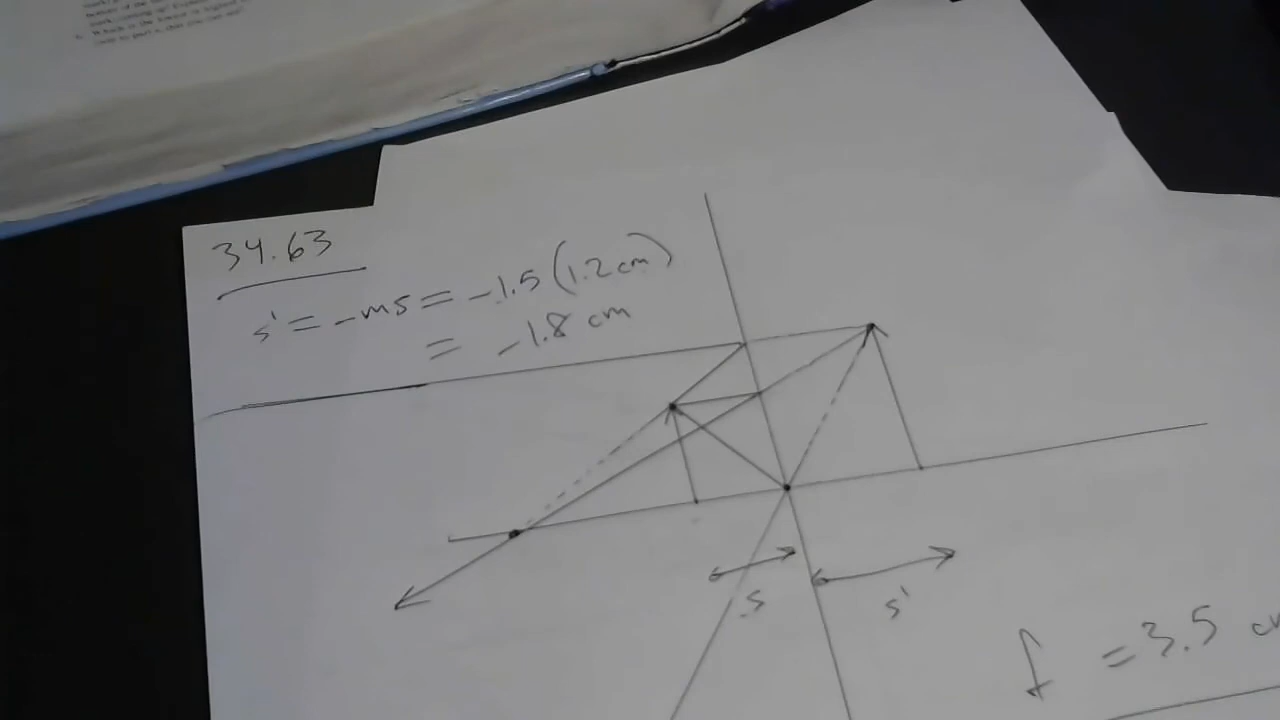 34.63
s' = -ms = -1.5 (1.2 cm)
= -1.8 cm
s
s'
f = 3.5